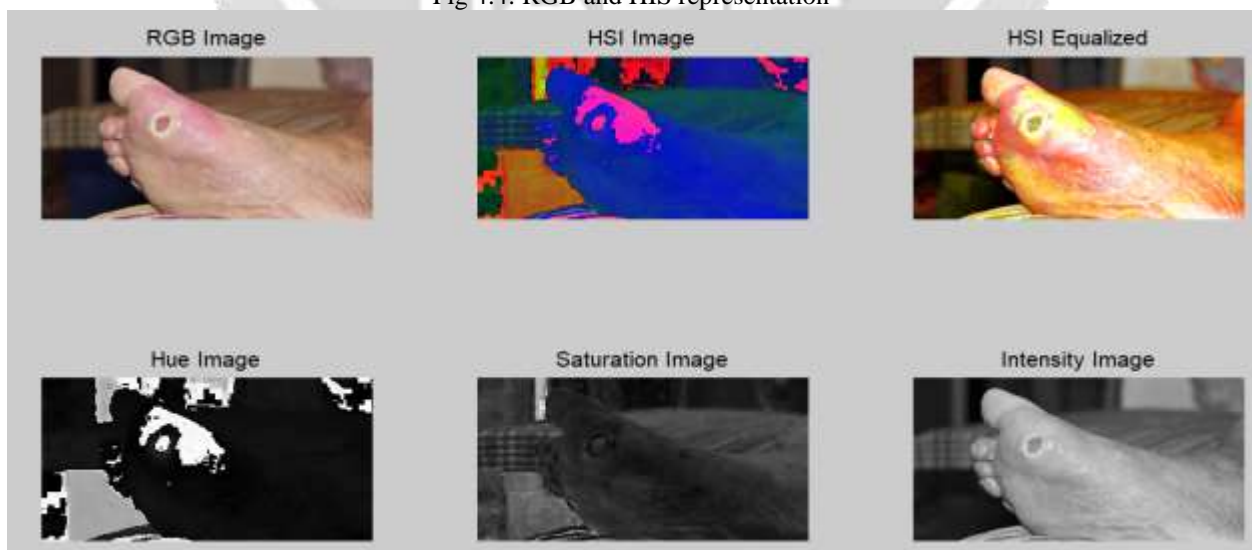 Fig 4.4: RGB and HIS representation
RGB Image
HSI Image
HSI Equalized
Hue Image
Saturation Image
Intensity Image